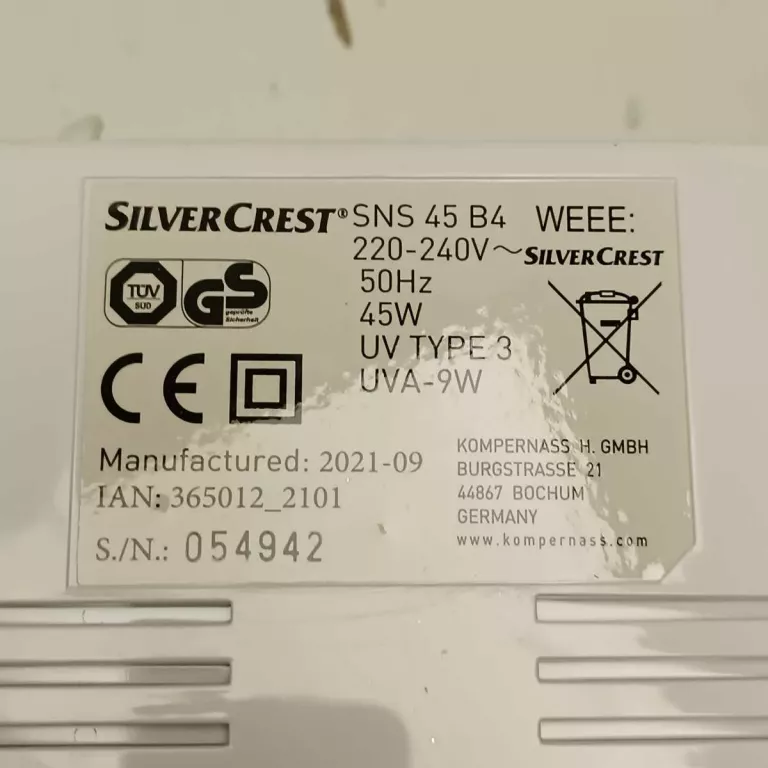 SILVERCREST® SNS 45 B4 WEEE:
220-240V~ SILVERCREST
50Hz
45W
UV TYPE 3
UVA-9W
TÜV
SÜD
GS
geprüfte
Sicherheit
CE
Manufactured: 2021-09
IAN: 365012_2101
S./N.: 054942
KOMPERNASS H. GMBH
BURGSTRASSE 21
44867 BOCHUM
GERMANY
www.kompernass.com